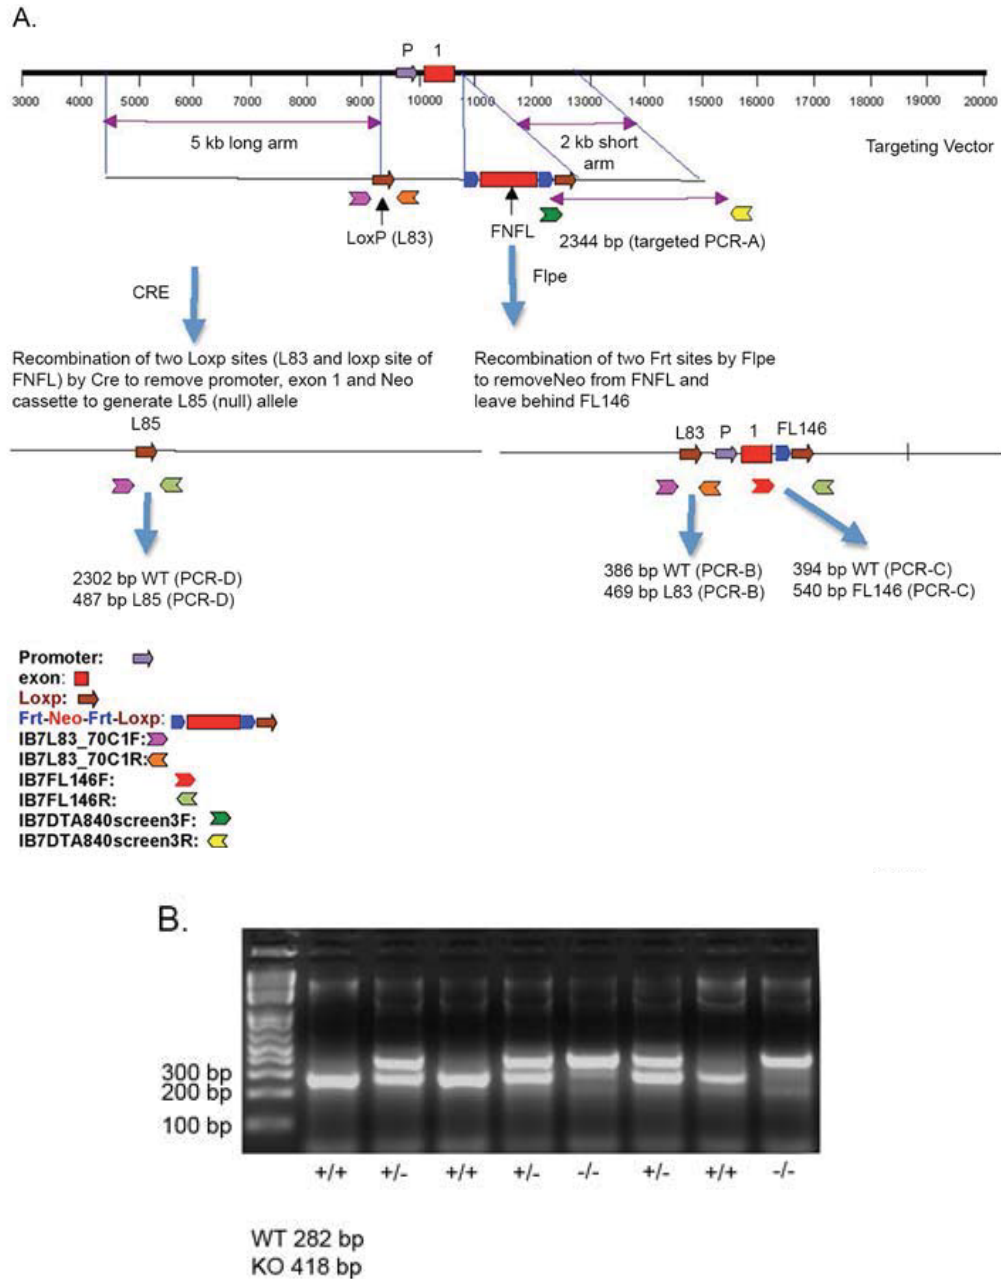 A.
P 1
3000 4000 5000 6000 7000 8000 9000 10000 11000 12000 13000 14000 15000 16000 17000 18000 19000 20000
5 kb long arm
2 kb short
arm
Targeting Vector
LoxP (L83)
FNFL
2344 bp (targeted PCR-A)
CRE
Flpe
Recombination of two Loxp sites (L83 and loxp site of
FNFL) by Cre to remove promoter, exon 1 and Neo
cassette to generate L85 (null) allele
Recombination of two Frt sites by Flpe
to removeNeo from FNFL and
leave behind FL146
L85
L83 P 1 FL146
2302 bp WT (PCR-D)
487 bp L85 (PCR-D)
386 bp WT (PCR-B)
469 bp L83 (PCR-B)
394 bp WT (PCR-C)
540 bp FL146 (PCR-C)
Promoter:
exon:
Loxp:
Frt-Neo-Frt-Loxp:
IB7L83_70C1F:
IB7L83_70C1R:
IB7FL146F:
IB7FL146R:
IB7DTA840screen3F:
IB7DTA840screen3R:
B.
300 bp
200 bp
100 bp
+/+ +/- +/+ +/- -/- +/- +/+ -/-
WT 282 bp
KO 418 bp